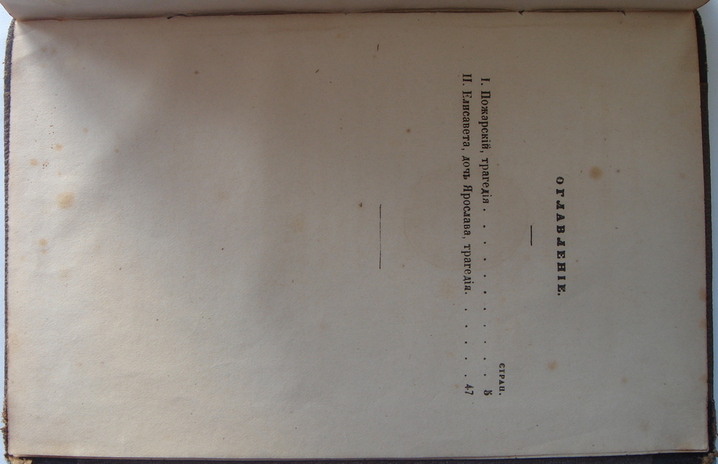 ОГЛАВЛЕНІЕ.
СТРАН.
I. Пожарскій, трагедія . . . . . . . . . . 5
II. Елисавета, дочь Ярослава, трагедія. . . . . . 47